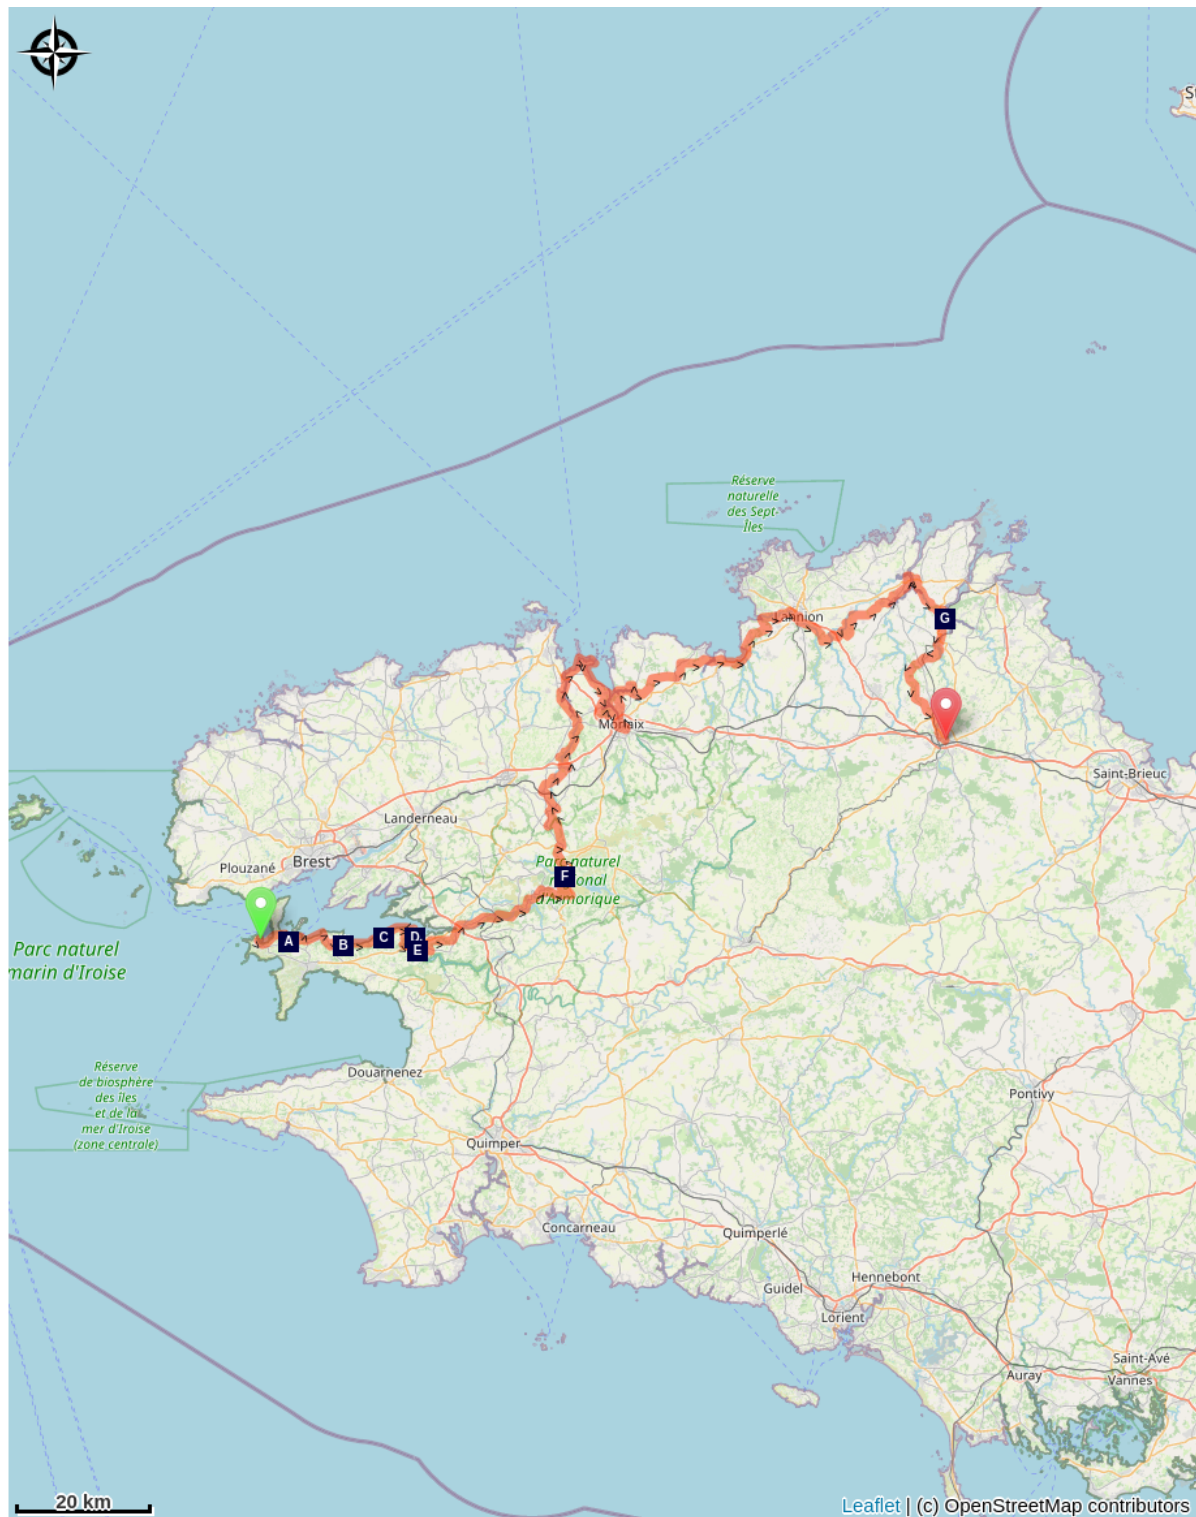 St
Réserve
naturelle
des Sept-
Îles
Lannion
G
Morlaix
Saint-Brieuc
Landerneau
Brest
Plouzané
Parc naturel
régional
d'Armorique
F
A
B
C
D
E
Parc naturel
marin d'Iroise
Réserve
de biosphère
des îles
et de la
mer d'Iroise
(zone centrale)
Douarnenez
Pontivy
Quimper
Concarneau
Quimperlé
Hennebont
Guidel
Lorient
Saint-Avé
Auray
Vannes
20 km
Leaflet | (c) OpenStreetMap contributors